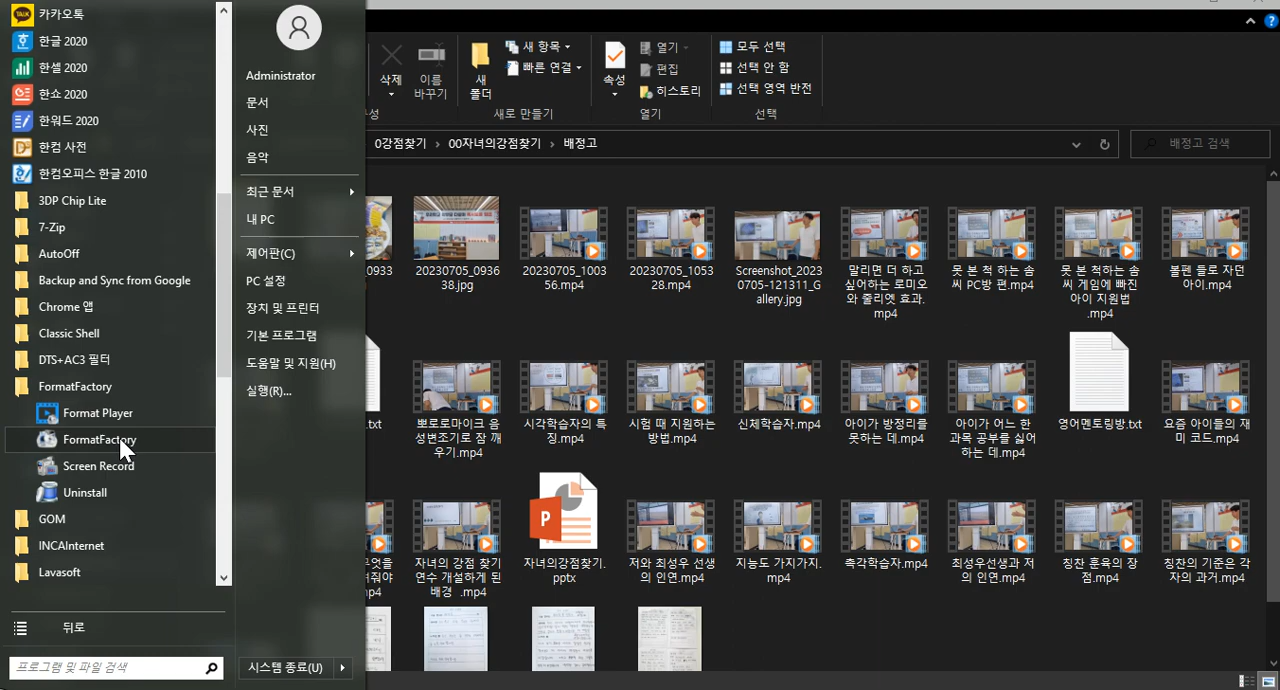 카카오톡
한글 2020
한셀 2020
한쇼 2020
한워드 2020
한컴 사전
한컴오피스 한글 2010
3DP Chip Lite
7-Zip
AutoOff
Backup and Sync from Google
Chrome 앱
Classic Shell
DTS+AC3 필터
FormatFactory
Format Player
FormatFactory
Screen Record
Uninstall
GOM
INCAInternet
Lavasoft
뒤로
프로그램 및 파일 검색
Administrator
문서
사진
음악
최근 문서
내 PC
제어판(C)
PC 설정
장치 및 프린터
기본 프로그램
도움말 및 지원(H)
실행(R)...
시스템 종료(U)
삭제
이름
바꾸기
새
폴더
새 항목
빠른 연결
새로 만들기
속성
열기
편집
히스토리
열기
모두 선택
선택 안 함
선택 영역 반전
선택
0강점찾기 › 00자녀의강점찾기 › 배정고
배정고 검색
_0933
20230705_0936
38.jpg
20230705_1003
56.mp4
20230705_1053
28.mp4
Screenshot_2023
0705-121311_G
allery.jpg
말리면 더 하고
싶어하는 로미오
와 줄리엣 효과.
mp4
못 본 척 하는 솜
씨 PC방 편.mp4
못 본 척하는 솜
씨 게임에 빠진
아이 지원법
.mp4
볼펜 들로 자던
아이.mp4
.txt
뽀로로마이크 음
성변조기로 잠 깨
우기.mp4
시각학습자의 특
징.mp4
시험 때 지원하는
방법.mp4
신체학습자.mp4
아이가 방정리를
못하는 데.mp4
아이가 어느 한
과목 공부를 싫어
하는 데.mp4
영어멘토링방.txt
요즘 아이들의 재
미 코드.mp4
무엇을
자녀의 강점 찾기
연수 개설하게 된
배경 .mp4
자녀의강점찾기.
pptx
저와 최성우 선생
의 인연.mp4
지능도 가지가지.
mp4
촉각학습자.mp4
최성우선생과 저
의 인연.mp4
칭찬 훈육의 장
점.mp4
칭찬의 기준은 각
자의 과거.mp4